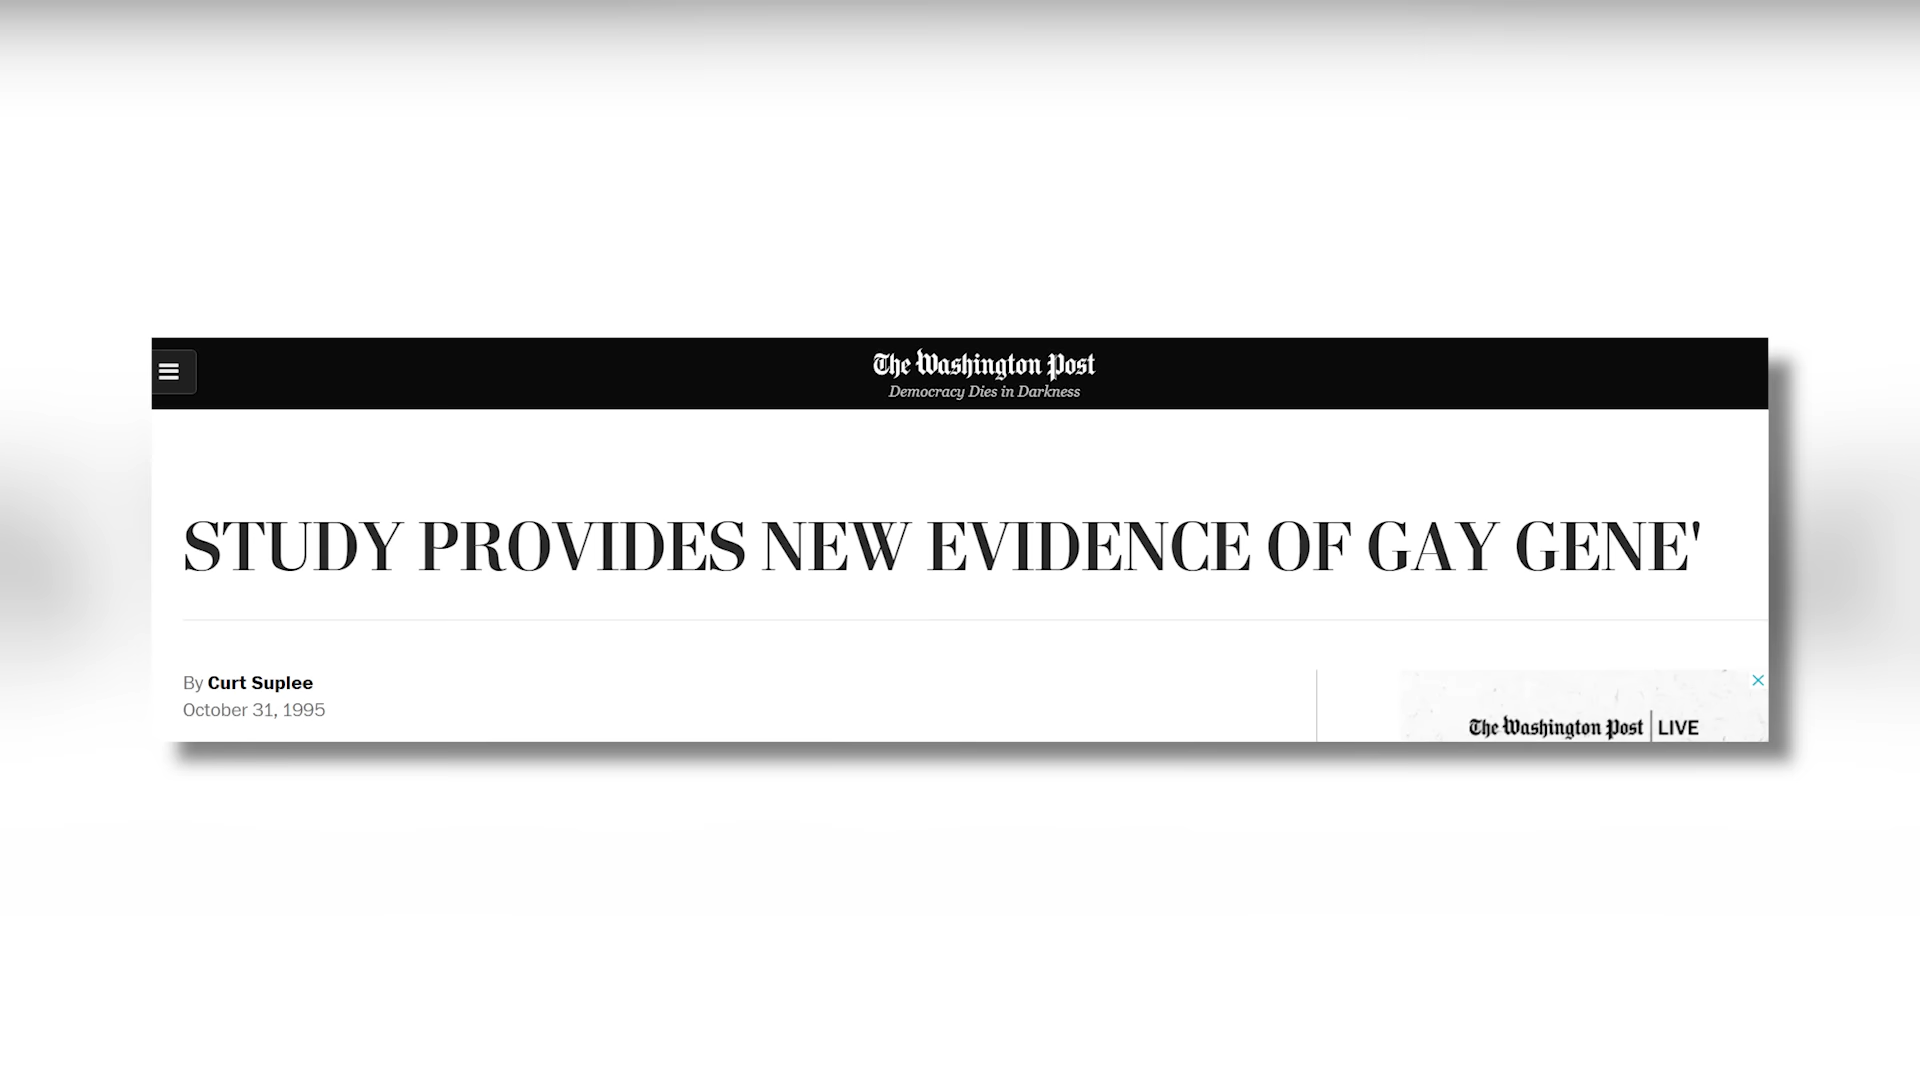 The Washington Post
Democracy Dies in Darkness
STUDY PROVIDES NEW EVIDENCE OF GAY GENE'
By Curt Suplee
October 31, 1995
The Washington Post | LIVE